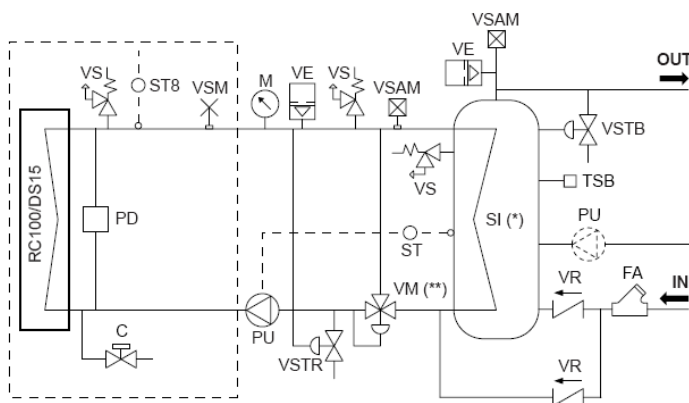 VSAM
VE
OUT
VS
ST8
VSM
M
VE
VS
VSAM
VSTB
VS
TSB
RC100/DS15
PD
SI (*)
PU
ST
FA
IN
VM (**)
VR
C
PU
VSTR
VR